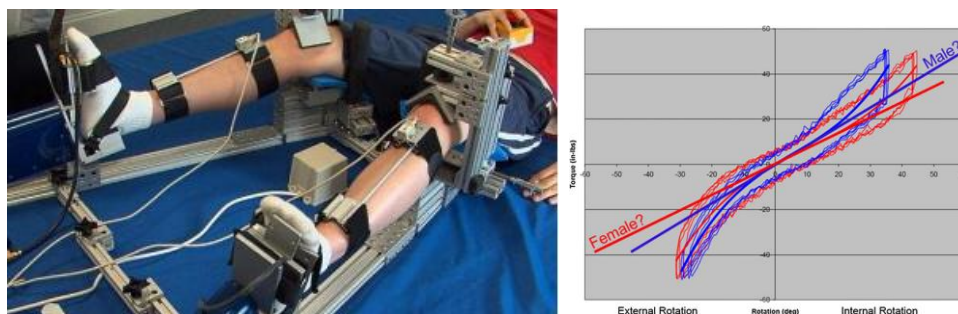 60
40
20
0
-60 -50 -40 -30 -20 -10 0 10 20 30 40 50
-20
-40
-60
Torque (in-lbs)
Male?
Female?
External Rotation Rotation (deg) Internal Rotation